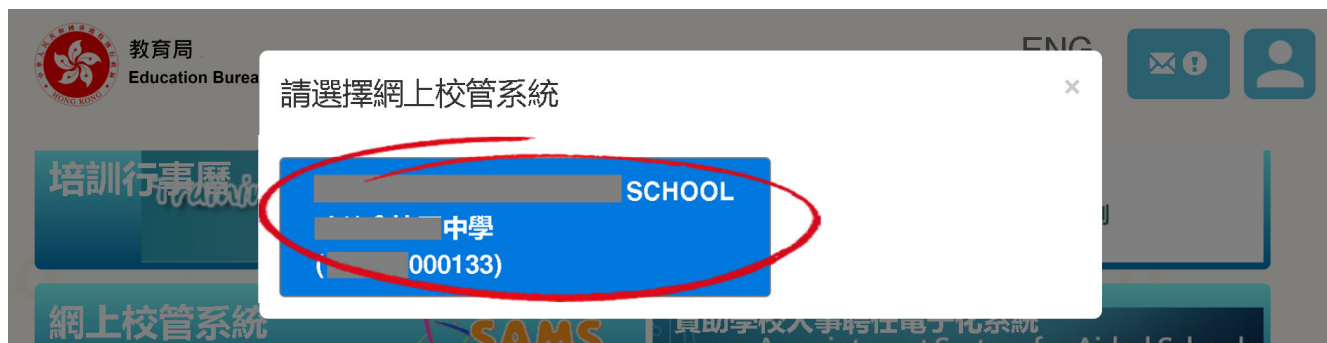 教育局
Education Burea
ENG
請選擇網上校管系統
×
培訓行事曆
SCHOOL
中學
(
000133)
網上校管系統
SAMS
資助學校人事聘任電子化系統